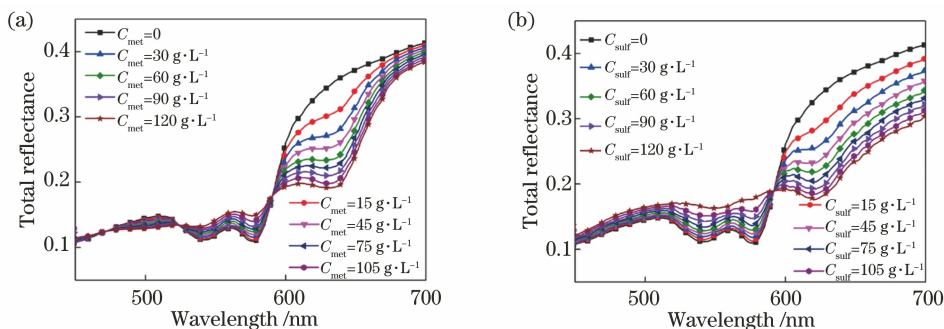 (a)
C_met=0
C_met=30 g·L⁻¹
C_met=60 g·L⁻¹
C_met=90 g·L⁻¹
C_met=120 g·L⁻¹
C_met=15 g·L⁻¹
C_met=45 g·L⁻¹
C_met=75 g·L⁻¹
C_met=105 g·L⁻¹
0.4
0.3
0.2
0.1
Total reflectance
500
600
700
Wavelength /nm
(b)
C_sulf=0
C_sulf=30 g·L⁻¹
C_sulf=60 g·L⁻¹
C_sulf=90 g·L⁻¹
C_sulf=120 g·L⁻¹
C_sulf=15 g·L⁻¹
C_sulf=45 g·L⁻¹
C_sulf=75 g·L⁻¹
C_sulf=105 g·L⁻¹
0.4
0.3
0.2
0.1
Total reflectance
500
600
700
Wavelength /nm